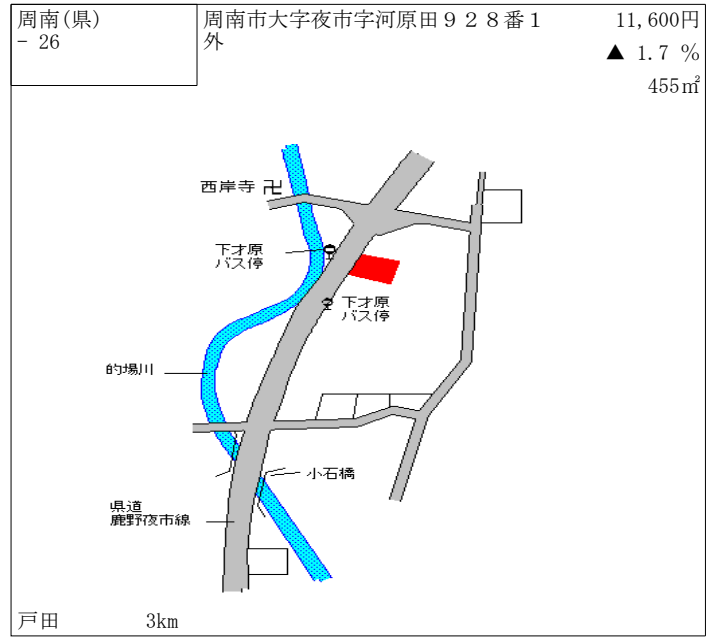 周南(県)
- 26
周南市大字夜市字河原田９２８番１
外
11,600円
▲ 1.7 %
455㎡
西岸寺 卍
下才原
バス停
下才原
バス停
的場川
小石橋
県道
鹿野夜市線
戸田 3km